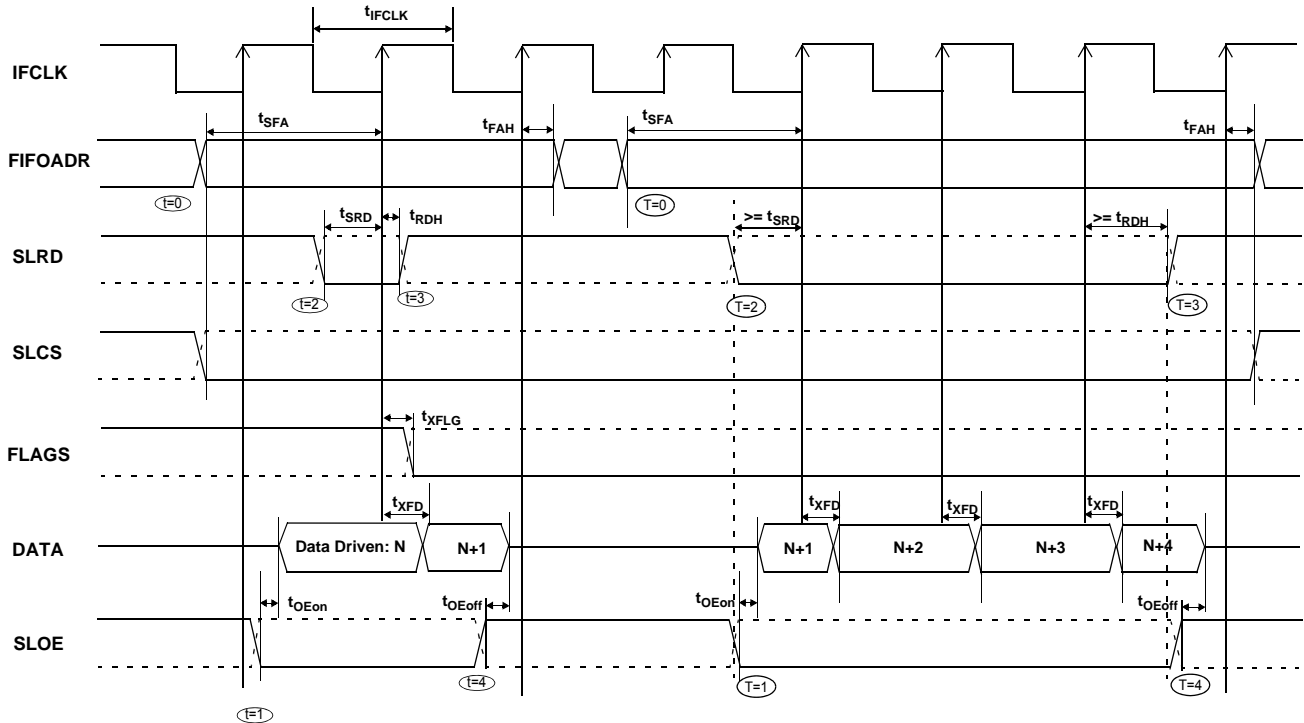 tIFCLK
IFCLK
tSFA
tFAH
tSFA
tFAH
FIFOADR
t=0
T=0
tSRD
tRDH
>= tSRD
>= tRDH
SLRD
t=2
t=3
T=2
T=3
SLCS
tXFLG
FLAGS
tXFD
tXFD
tXFD
tXFD
DATA
Data Driven: N
N+1
N+1
N+2
N+3
N+4
tOEon
tOEoff
tOEon
tOEoff
SLOE
t=4
T=1
T=4
t=1